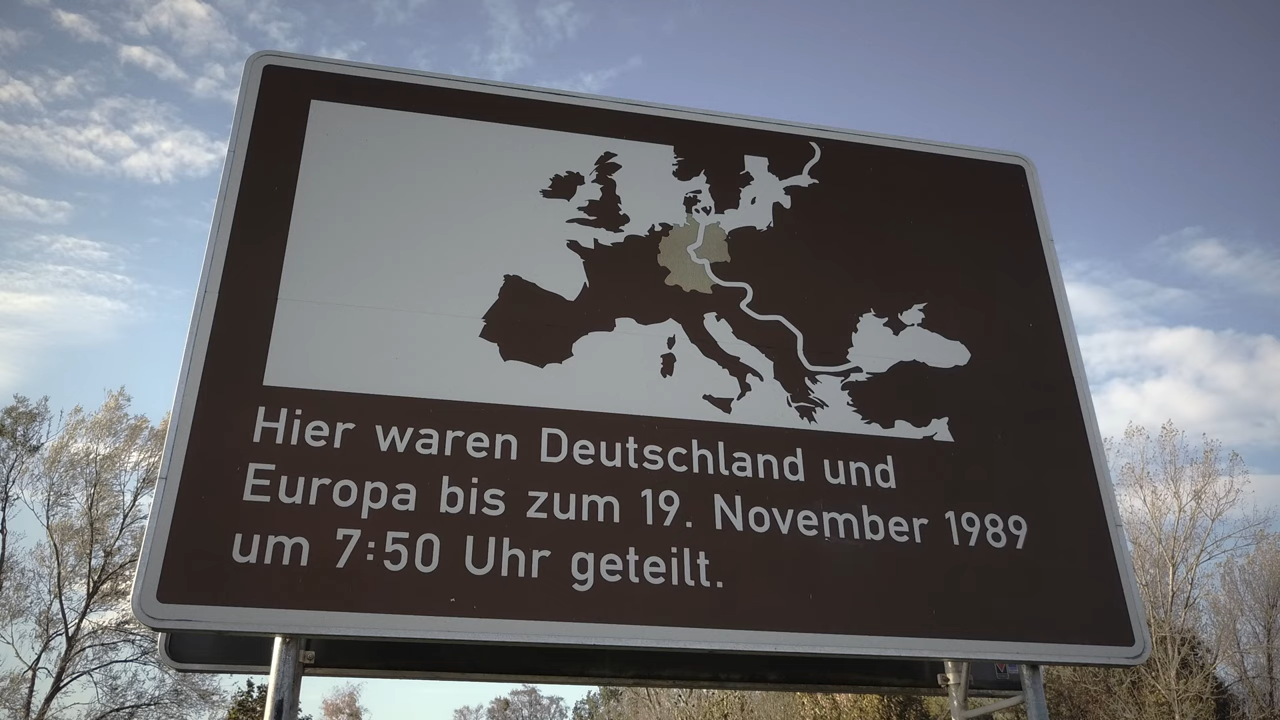 Hier waren Deutschland und
Europa bis zum 19. November 1989
um 7:50 Uhr geteilt.